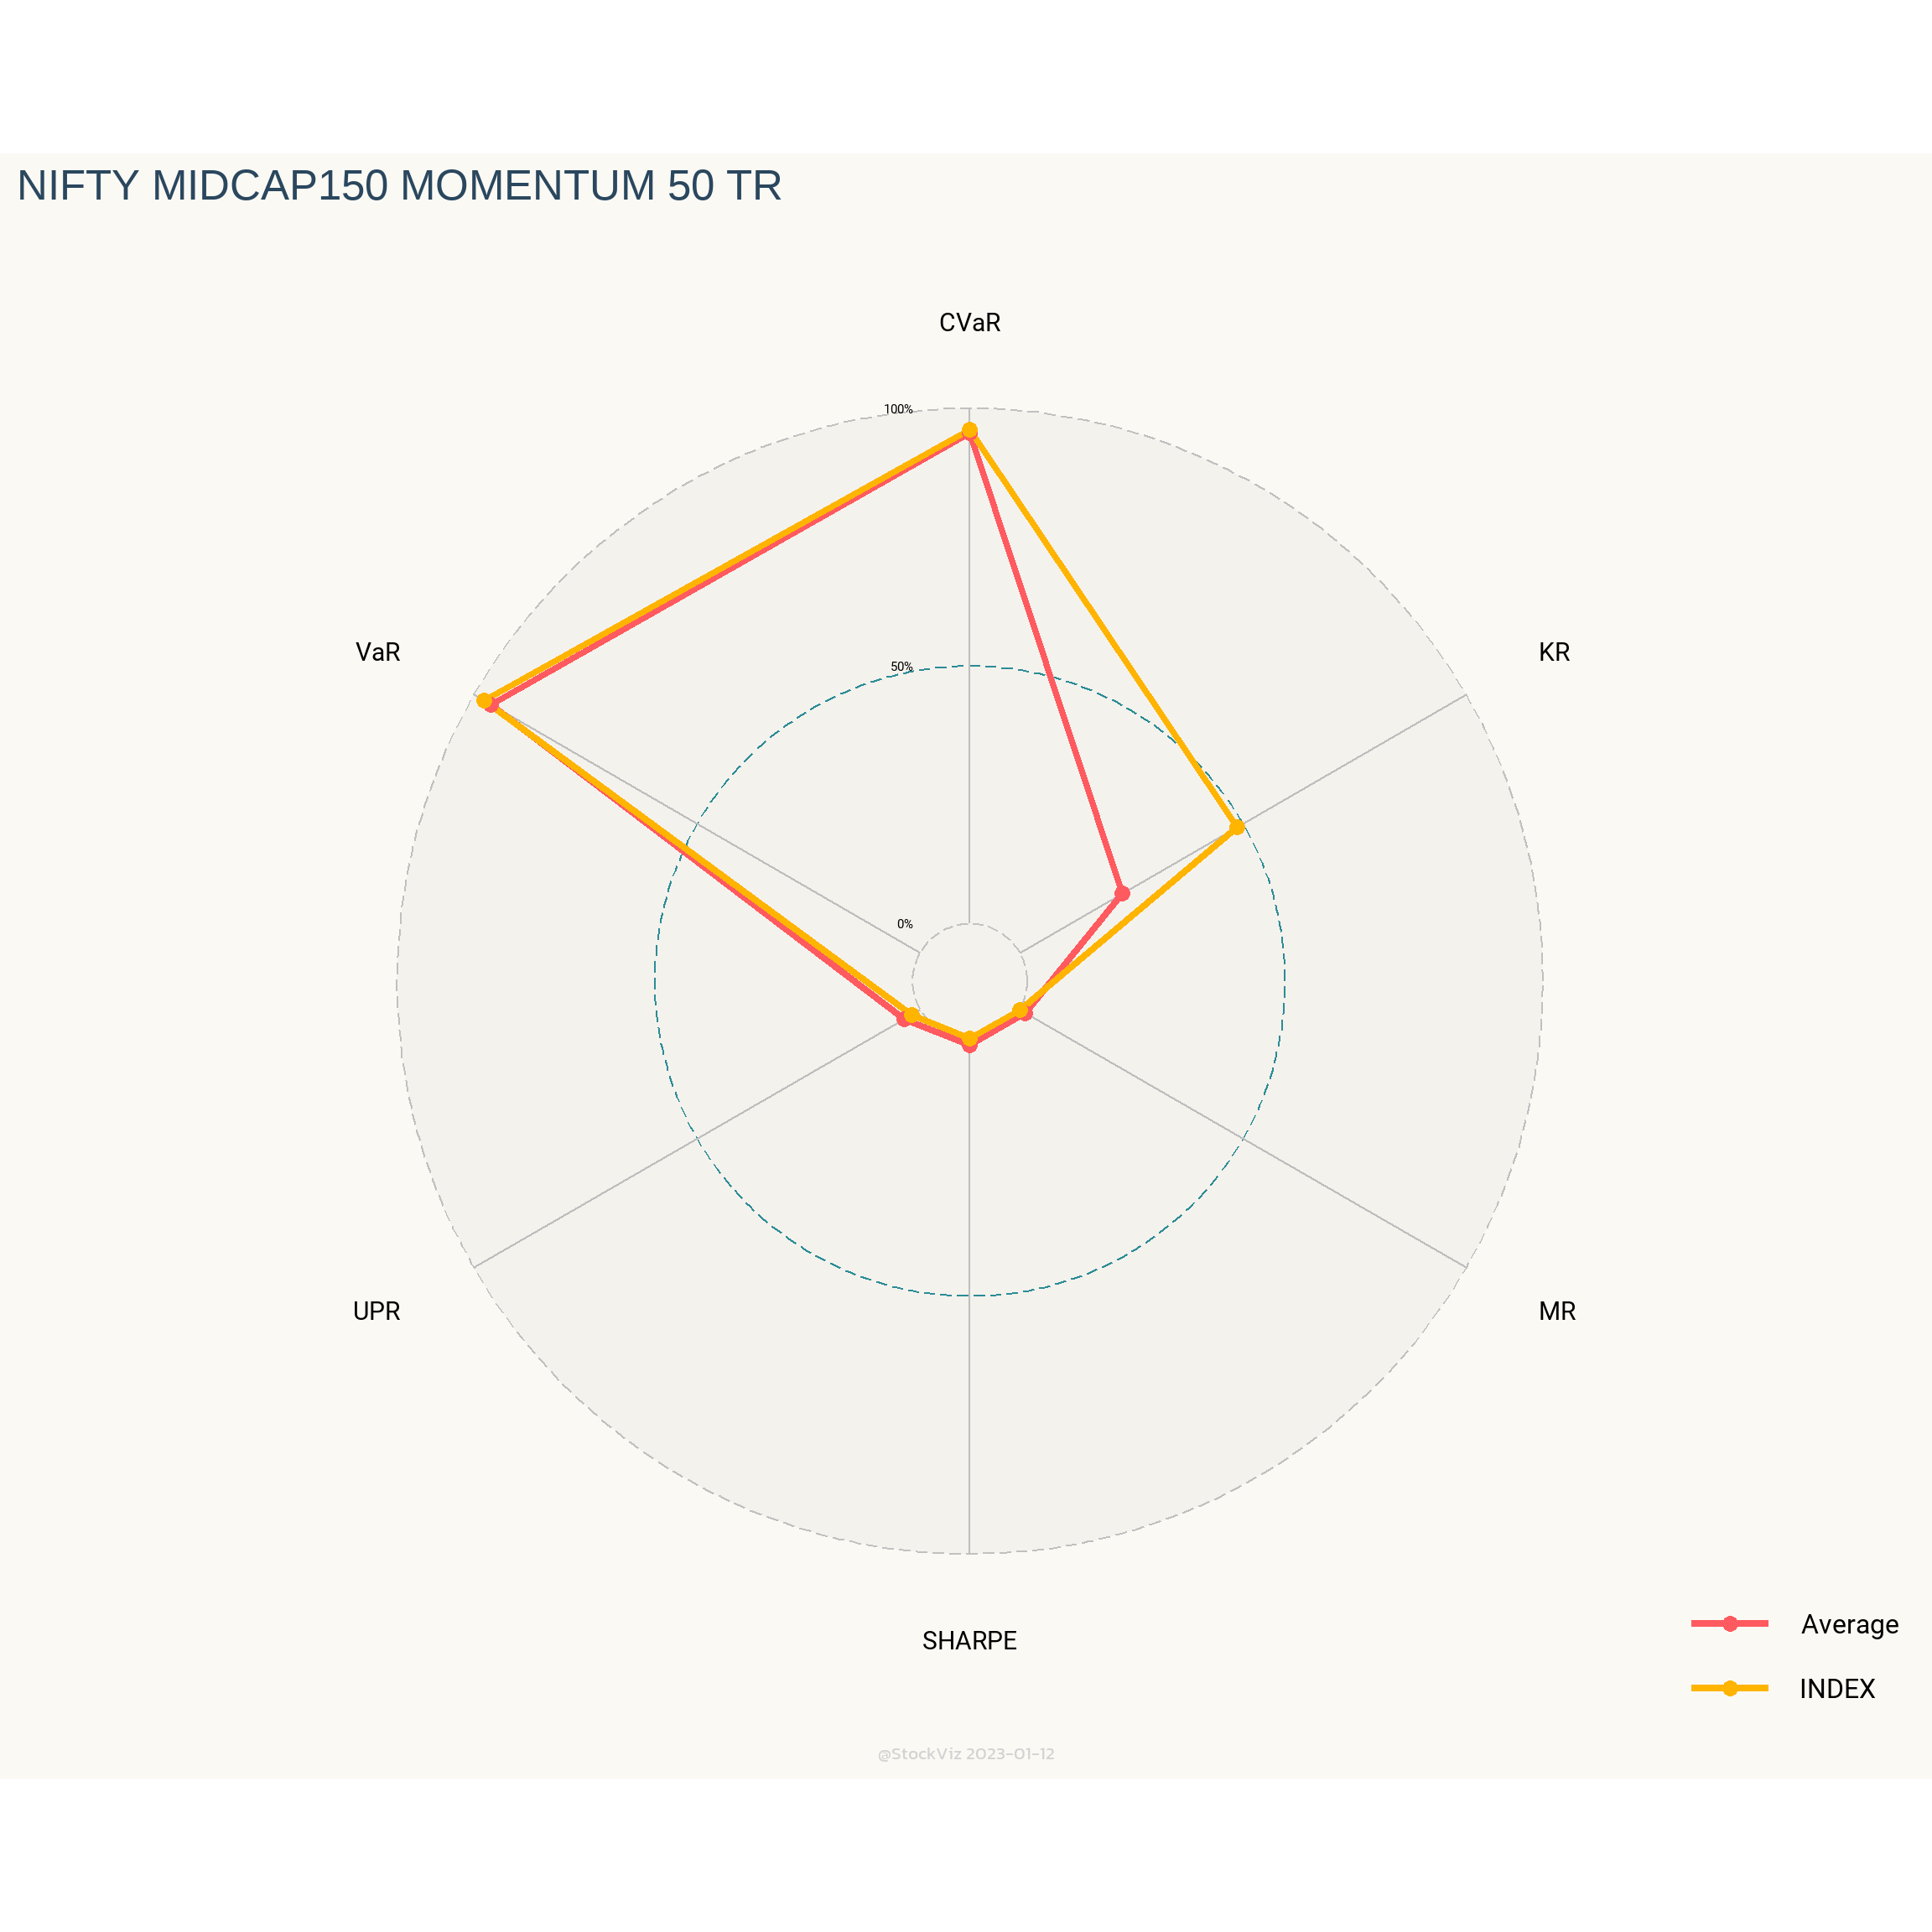 NIFTY MIDCAP150 MOMENTUM 50 TR
CVaR
100%
VaR
KR
50%
0%
UPR
MR
SHARPE
Average
INDEX
@StockViz 2023-01-12